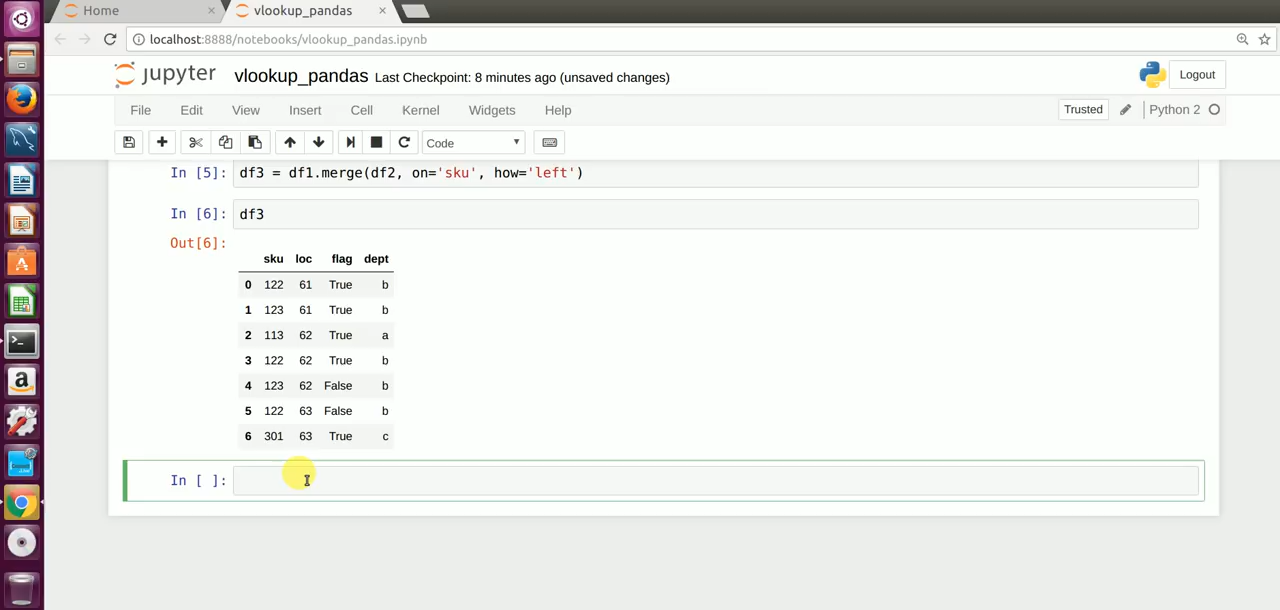 Home × vlookup_pandas ×
localhost:8888/notebooks/vlookup_pandas.ipynb
jupyter vlookup_pandas Last Checkpoint: 8 minutes ago (unsaved changes) Logout
File Edit View Insert Cell Kernel Widgets Help Trusted Python 2
Code
In [5]: df3 = df1.merge(df2, on='sku', how='left')
In [6]: df3
Out[6]:
sku loc flag dept
0 122 61 True b
1 123 61 True b
2 113 62 True a
3 122 62 True b
4 123 62 False b
5 122 63 False b
6 301 63 True c
In [ ]: